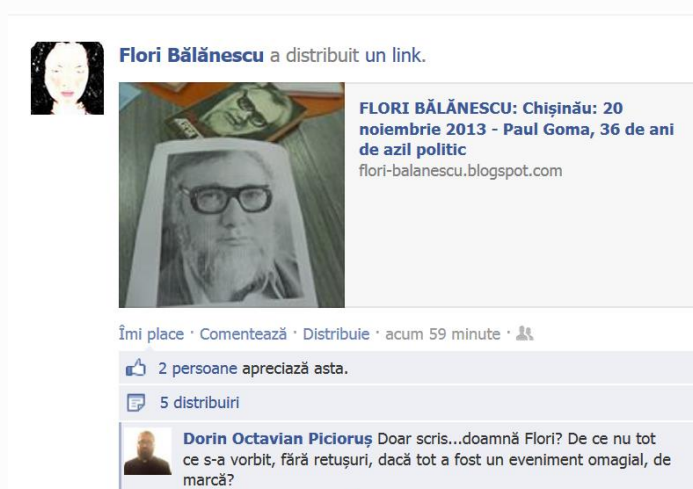 Flori Bălănescu a distribuit un link.
FLORI BĂLĂNESCU: Chișinău: 20
noiembrie 2013 - Paul Goma, 36 de ani
de azil politic
flori-balanescu.blogspot.com
Îmi place · Comentează · Distribuie · acum 59 minute ·
2 persoane apreciază asta.
5 distribuiri
Dorin Octavian Picioruș Doar scris...doamnă Flori? De ce nu tot
ce s-a vorbit, fără retușuri, dacă tot a fost un eveniment omagial, de
marcă?